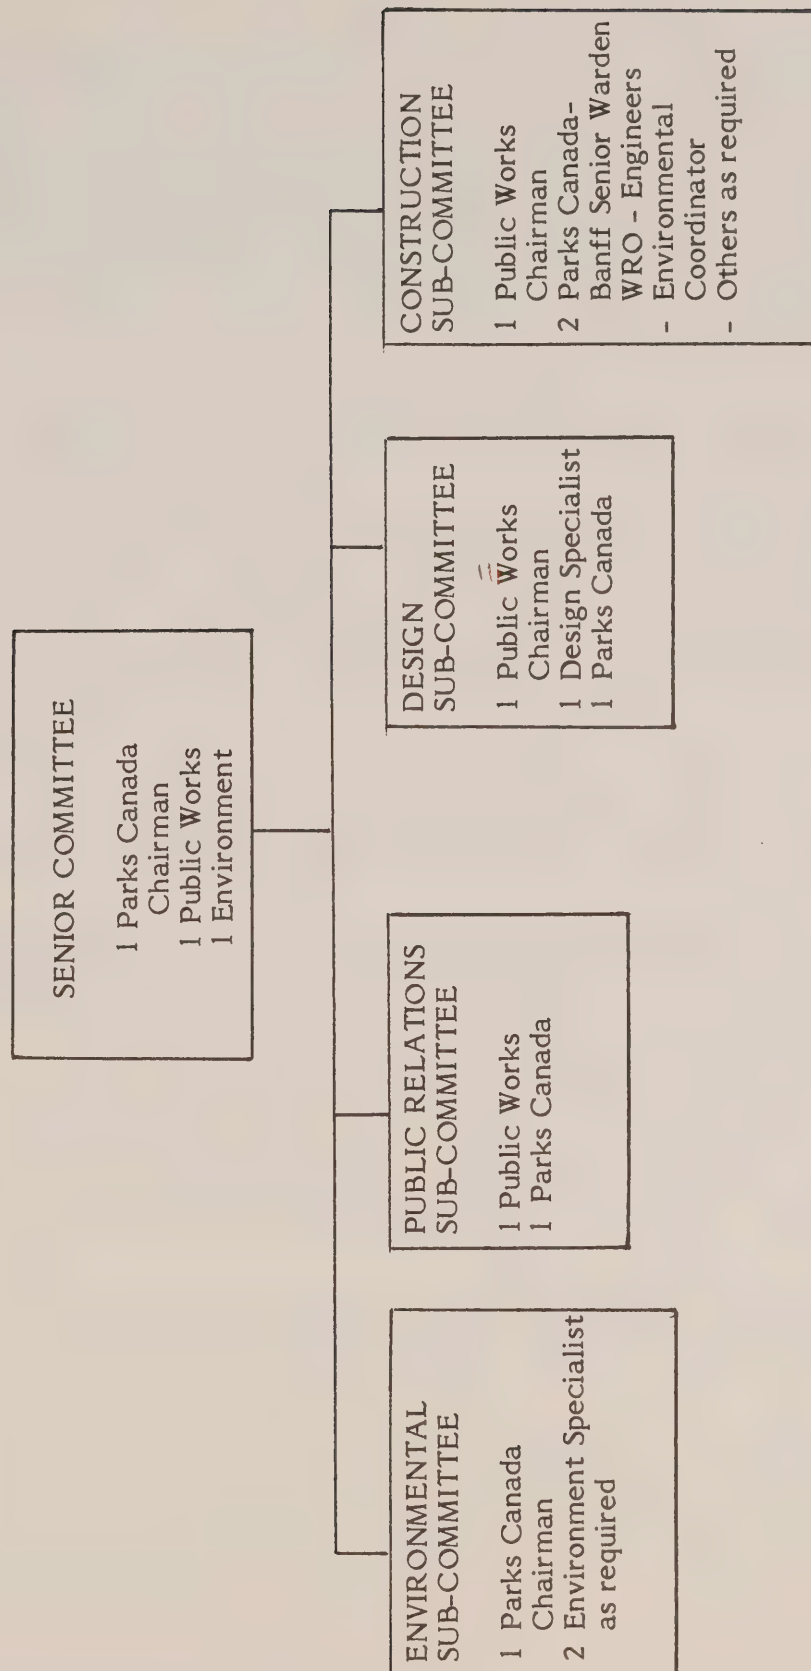 SENIOR COMMITTEE
1 Parks Canada
Chairman
1 Public Works
1 Environment
ENVIRONMENTAL
SUB-COMMITTEE
1 Parks Canada
Chairman
2 Environment Specialist
as required
PUBLIC RELATIONS
SUB-COMMITTEE
1 Public Works
1 Parks Canada
DESIGN
SUB-COMMITTEE
1 Public Works
Chairman
1 Design Specialist
1 Parks Canada
CONSTRUCTION
SUB-COMMITTEE
1 Public Works
Chairman
2 Parks Canada-
Banff Senior Warden
WRO - Engineers
- Environmental
Coordinator
- Others as required